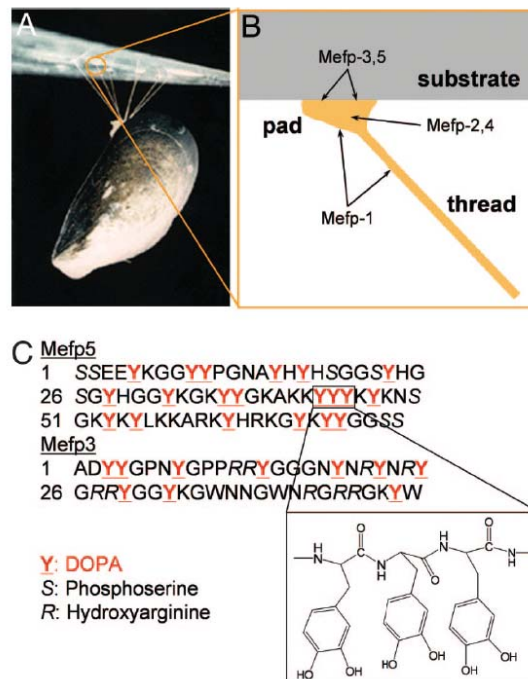 A
B
Mefp-3,5
substrate
pad
Mefp-2,4
Mefp-1
thread
C
Mefp5
1 SSEEYKGGYYPGNAYHYHSGGSYHG
26 SGYHGGYKGKYYGKAKKYYYKYKNS
51 GKYKYLKKARKYHRKGYKYYGGSS
Mefp3
1 ADYYGPNYGPPRRYGGGNYNRYNRY
26 GRRYGGYKGWNNGWNRGRRGKYW
Y: DOPA
S: Phosphoserine
R: Hydroxyarginine
H O H O
N C NH C N C N
O H
HO OH HO OH HO OH